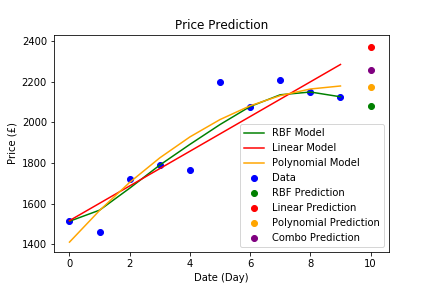 Price Prediction
2400
2200
2000
1800
1600
1400
Price (£)
0
2
4
6
8
10
Date (Day)
RBF Model
Linear Model
Polynomial Model
Data
RBF Prediction
Linear Prediction
Polynomial Prediction
Combo Prediction